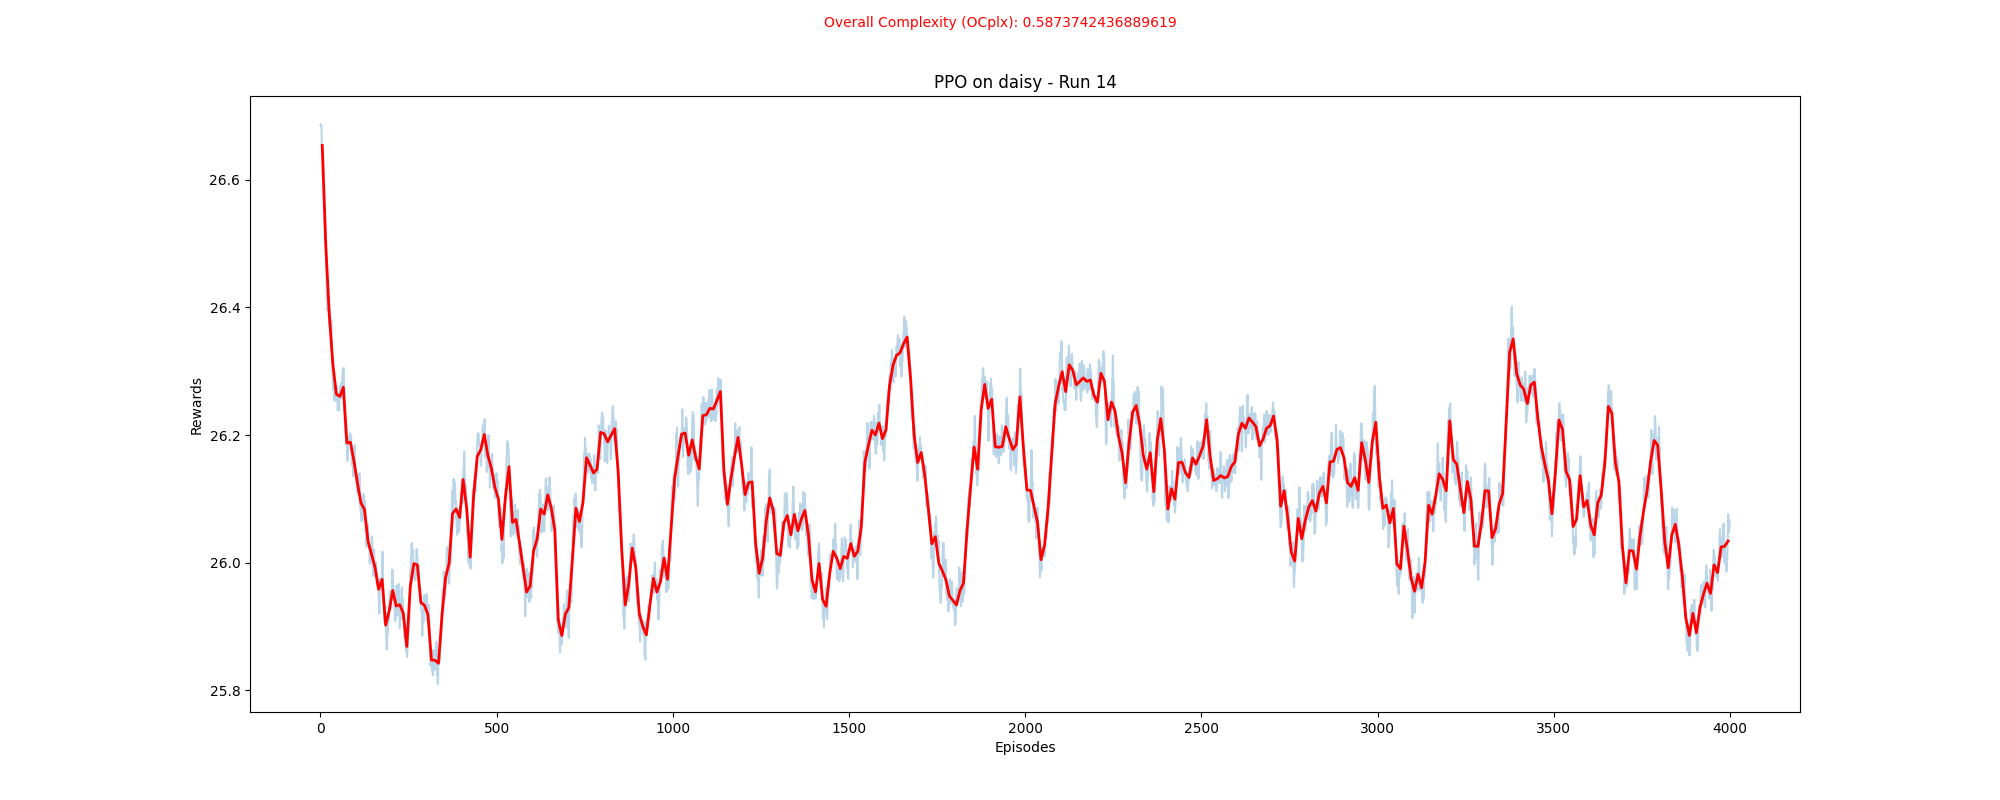 Overall Complexity (OCplx): 0.5873742436889619
PPO on daisy - Run 14
Rewards
26.6
26.4
26.2
26.0
25.8
0 500 1000 1500 2000 2500 3000 3500 4000
Episodes